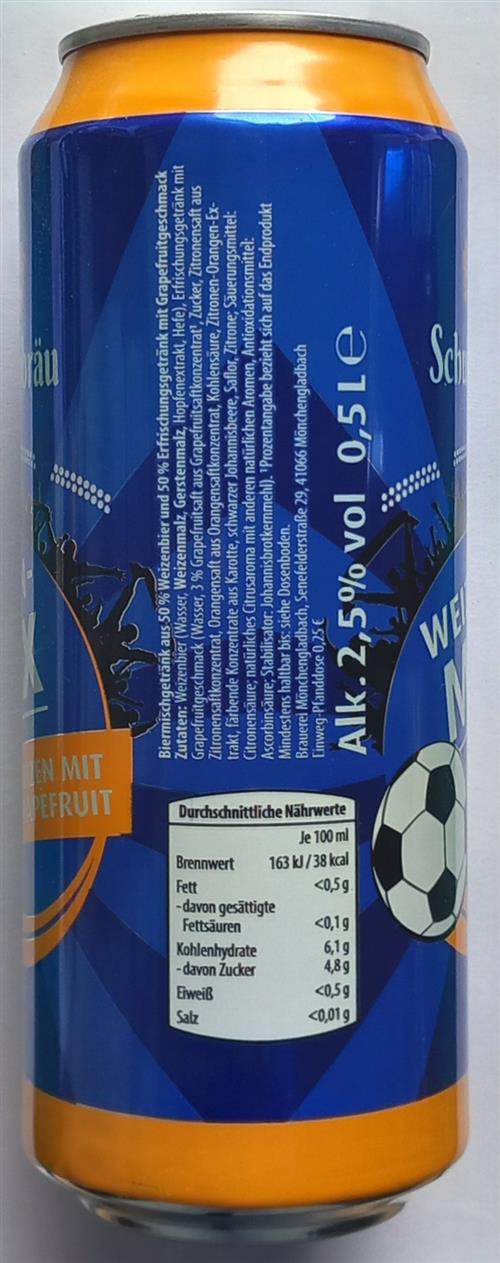 bräu
N-
X
ZEN MIT
APEFRUIT
Biermischgetränk aus 50 % Weizenbier und 50 % Erfrischungsgetränk mit Grapefruitgeschmack
Zutaten: Weizenbier (Wasser, Weizenmalz, Gerstenmalz, Hopfenextrakt, Hefe), Erfrischungsgetränk mit
Grapefruitgeschmack (Wasser, 3 % Grapefruitsaft aus Grapefruitsaftkonzentrat¹, Zucker, Zitronensaft aus
Zitronensaftkonzentrat, Orangensaft aus Orangensaftkonzentrat, Kohlensäure, Zitronen-Orangen-Ex-
trakt, färbende Konzentrate aus Karotte, schwarzer Johannisbeere, Saflor, Zitrone; Säuerungsmittel:
Citronensäure; natürliches Citrusaroma mit anderen natürlichen Aromen, Antioxidationsmittel:
Ascorbinsäure; Stabilisator: Johannisbrotkernmehl). ¹Prozentangabe bezieht sich auf das Endprodukt
Mindestens haltbar bis: siehe Dosenboden.
Brauerei Mönchengladbach, Senefelderstraße 29, 41066 Mönchengladbach
Einweg-Pfanddose 0,25 €
Alk. 2,5 % vol 0,5 L e
Durchschnittliche Nährwerte
Je 100 ml
Brennwert 163 kJ / 38 kcal
Fett <0,5 g
- davon gesättigte
Fettsäuren <0,1 g
Kohlenhydrate 6,1 g
- davon Zucker 4,8 g
Eiweiß <0,5 g
Salz <0,01 g
Sch
WEI
M